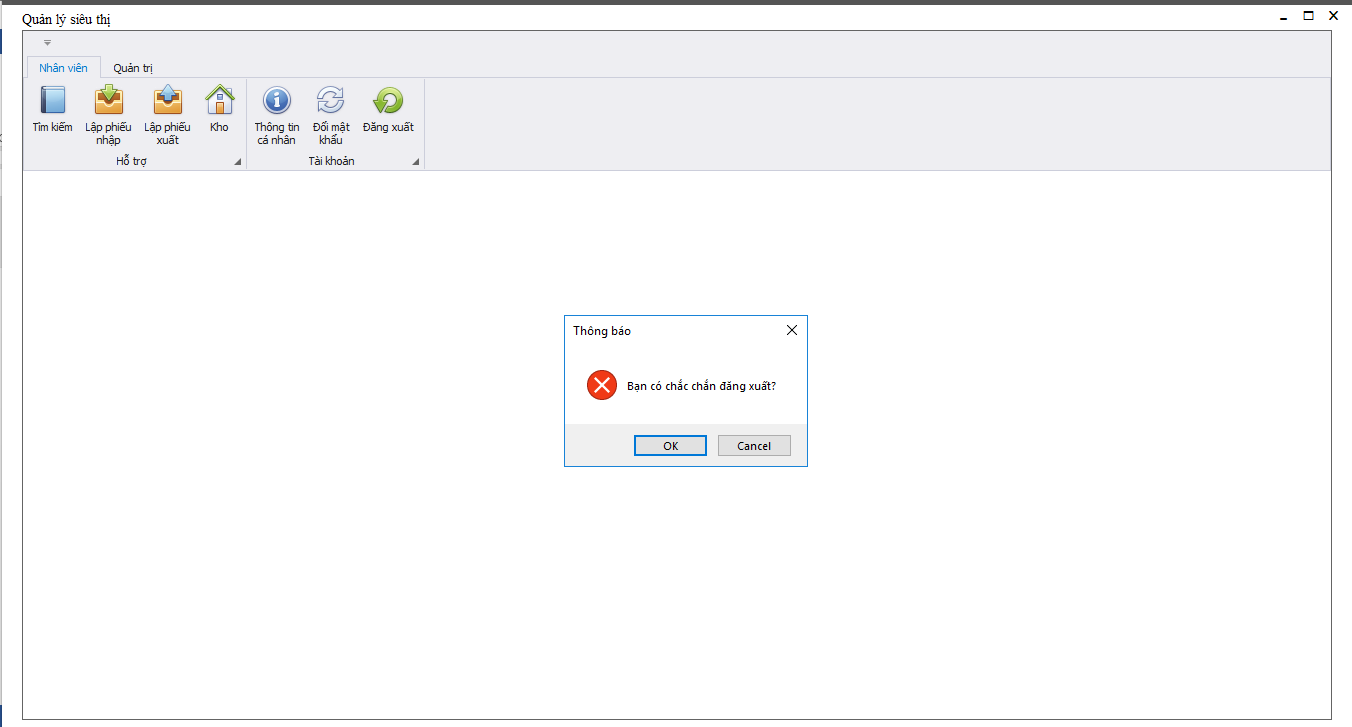 Quản lý siêu thị
Nhân viên
Quản trị
Tìm kiếm
Lập phiếu
nhập
Lập phiếu
xuất
Kho
Thông tin
cá nhân
Đổi mật
khẩu
Đăng xuất
Hỗ trợ
Tài khoản
Thông báo
Bạn có chắc chắn đăng xuất?
OK
Cancel